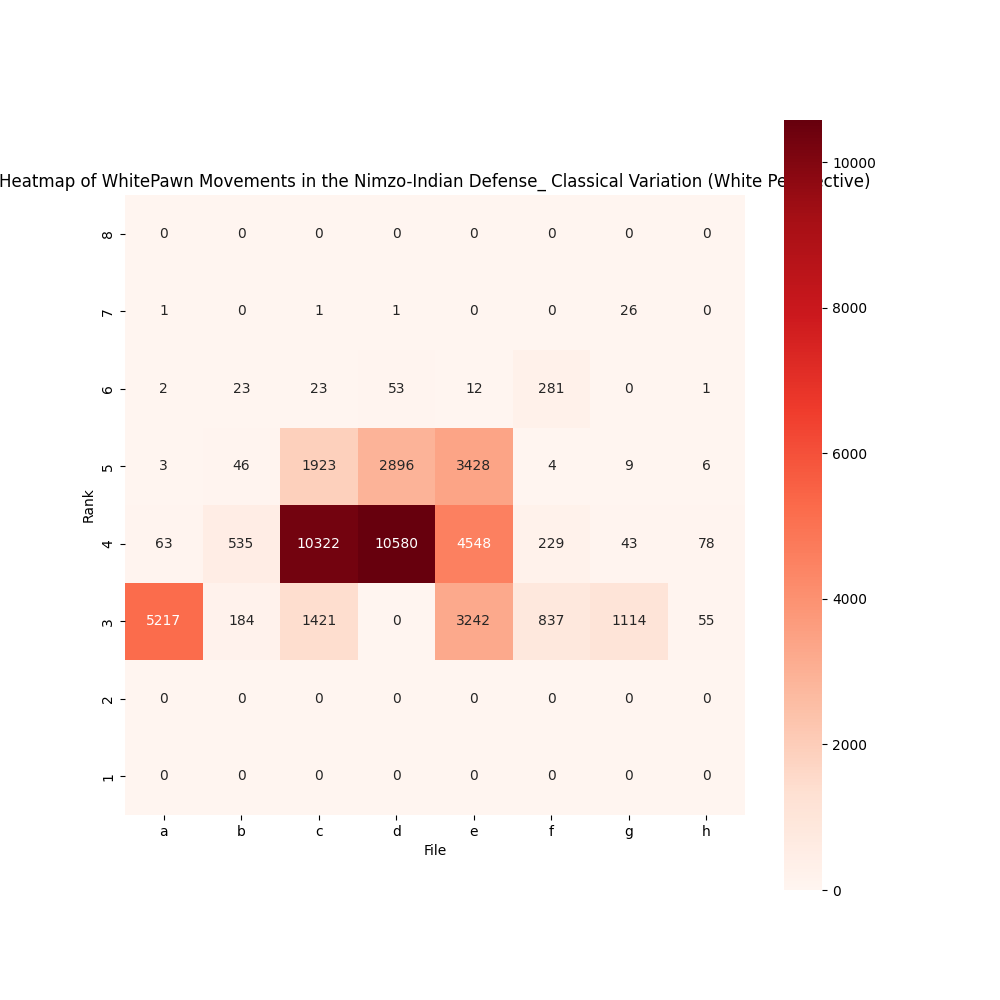 Heatmap of WhitePawn Movements in the Nimzo-Indian Defense_ Classical Variation (White Pe ctive)
8 0 0 0 0 0 0 0 0
7 1 0 1 1 0 0 26 0
6 2 23 23 53 12 281 0 1
5 3 46 1923 2896 3428 4 9 6
4 63 535 10322 10580 4548 229 43 78
3 5217 184 1421 0 3242 837 1114 55
2 0 0 0 0 0 0 0 0
1 0 0 0 0 0 0 0 0
a b c d e f g h
File
Rank
10000
8000
6000
4000
2000
0